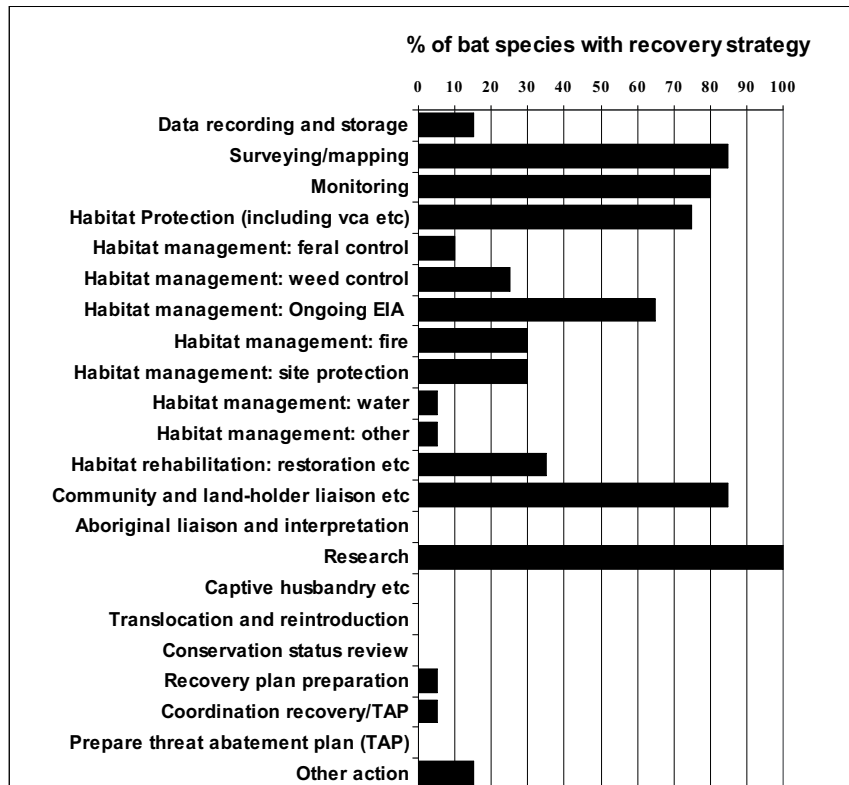 % of bat species with recovery strategy
0 10 20 30 40 50 60 70 80 90 100
Data recording and storage
Surveying/mapping
Monitoring
Habitat Protection (including vca etc)
Habitat management: feral control
Habitat management: weed control
Habitat management: Ongoing EIA
Habitat management: fire
Habitat management: site protection
Habitat management: water
Habitat management: other
Habitat rehabilitation: restoration etc
Community and land-holder liaison etc
Aboriginal liaison and interpretation
Research
Captive husbandry etc
Translocation and reintroduction
Conservation status review
Recovery plan preparation
Coordination recovery/TAP
Prepare threat abatement plan (TAP)
Other action